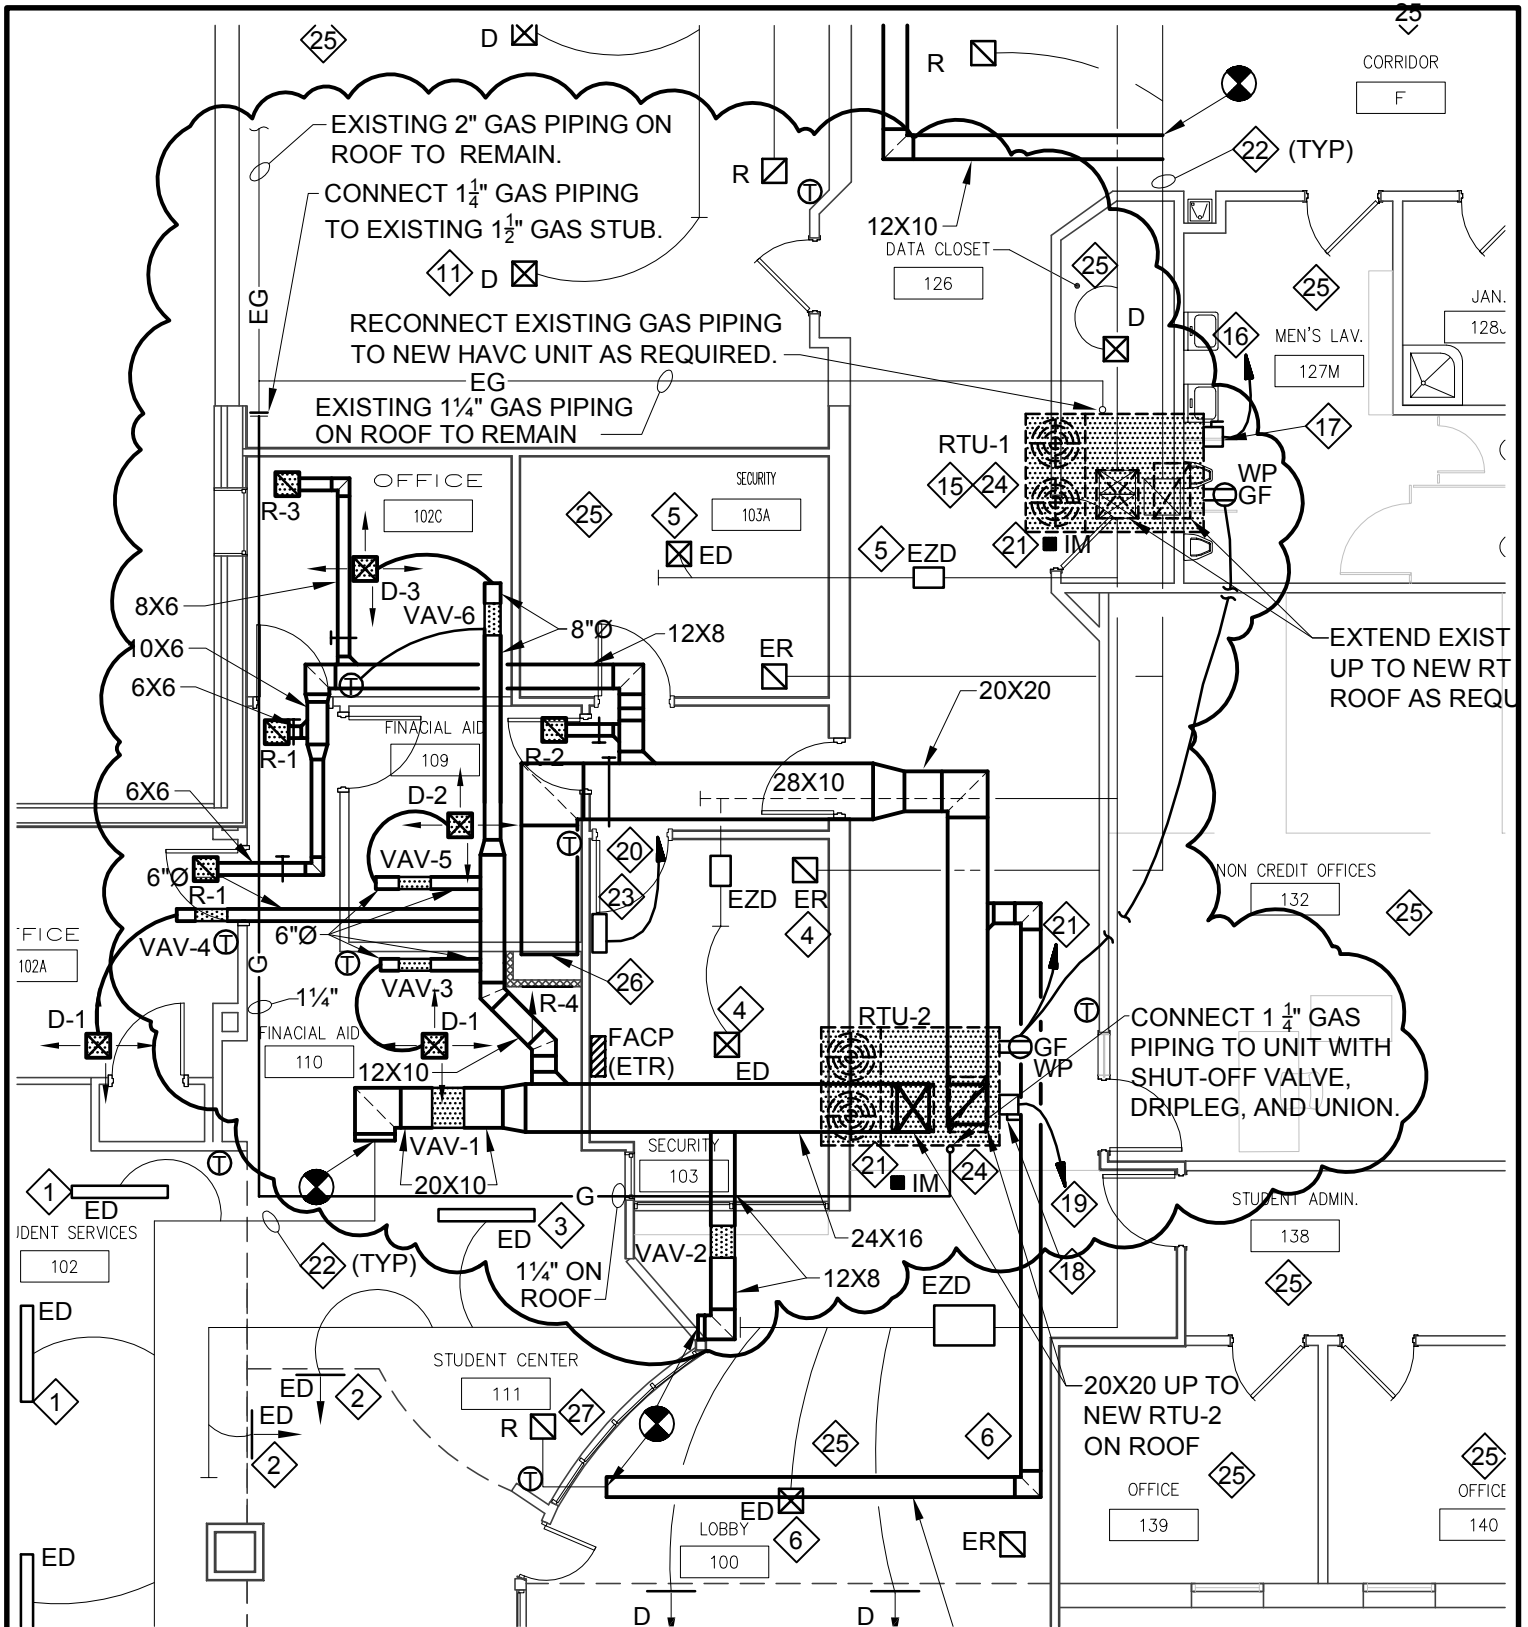 25
D
R
25
CORRIDOR
F
EXISTING 2" GAS PIPING ON
ROOF TO REMAIN.
22
(TYP)
R
T
CONNECT 1 1/4" GAS PIPING
TO EXISTING 1 1/2" GAS STUB.
12X10
DATA CLOSET
126
25
11
D
EG
25
JAN.
RECONNECT EXISTING GAS PIPING
TO NEW HAVC UNIT AS REQUIRED.
D
16
MEN'S LAV.
127M
EG
EXISTING 1¼" GAS PIPING
ON ROOF TO REMAIN
RTU-1
17
15
24
WP
GF
OFFICE
102C
R-3
SECURITY
103A
25
5
ED
5
EZD
21
IM
D-3
8X6
VAV-6
8"Ø
12X8
10X6
ER
EXTEND EXIST
UP TO NEW RT
ROOF AS REQU
6X6
T
20X20
R-1
FINACIAL AID
109
R-2
28X10
6X6
D-2
T
VAV-5
20
6"Ø
R-1
23
EZD
ER
NON CREDIT OFFICES
132
25
FFICE
102A
VAV-4
T
6"Ø
T
4
21
G
VAV-3
26
1¼"
R-4
D-1
D-1
4
RTU-2
T
FINACIAL AID
110
FACP
(ETR)
ED
GF
WP
CONNECT 1 1/4" GAS
PIPING TO UNIT WITH
SHUT-OFF VALVE,
DRIPLEG, AND UNION.
12X10
VAV-1
SECURITY
103
T
20X10
21
IM
24
19
1
ED
G
STUDENT ADMIN.
138
UDENT SERVICES
102
ED
3
VAV-2
24X16
22
(TYP)
1¼" ON
ROOF
12X8
18
25
ED
EZD
STUDENT CENTER
111
1
ED
2
20X20 UP TO
NEW RTU-2
ON ROOF
ED
R
27
25
6
2
T
25
25
ED
6
OFFICE
139
OFFICE
140
LOBBY
100
ER
ED
D
D